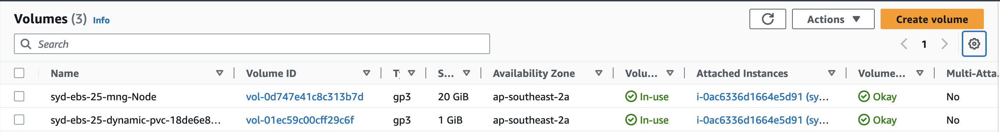 Volumes (3) Info
Actions
Create volume
Search
1
Name Volume ID Ty S... Availability Zone Volu... Attached Instances Volume... Multi-Atta...
syd-ebs-25-mng-Node vol-0d747e41c8c313b7d gp3 20 GiB ap-southeast-2a In-use i-0ac6336d1664e5d91 (sy... Okay No
syd-ebs-25-dynamic-pvc-18de6e8... vol-01ec59c00cff29c6f gp3 1 GiB ap-southeast-2a In-use i-0ac6336d1664e5d91 (sy... Okay No